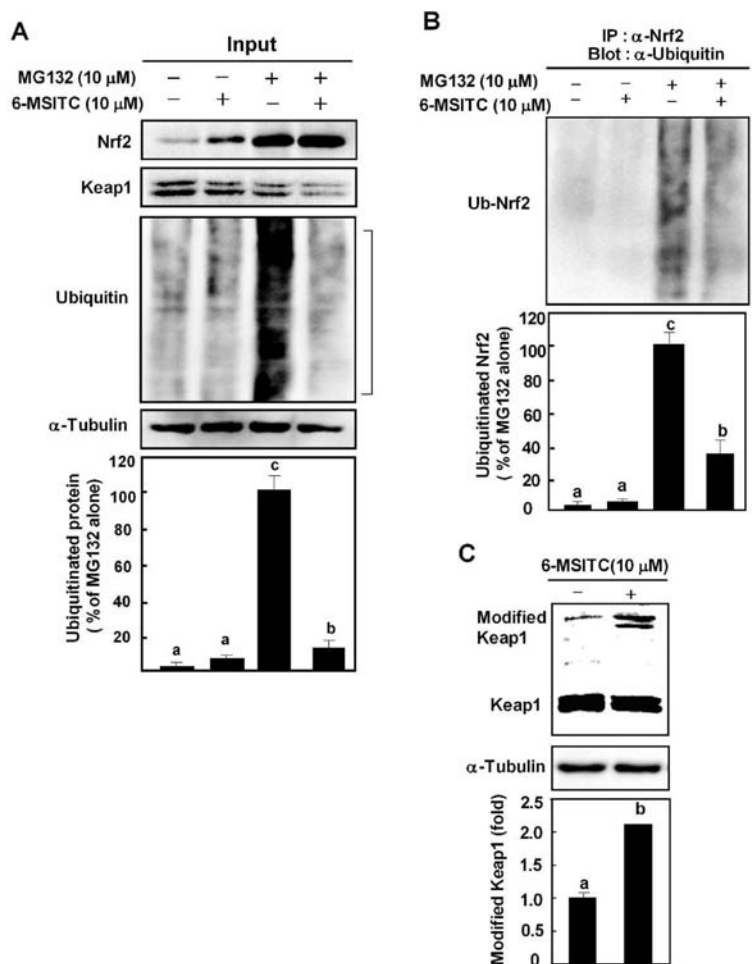 A
Input
MG132 (10 μM) – – + +
6-MSITC (10 μM) – + – +
Nrf2
Keap1
Ubiquitin
α-Tubulin
Ubiquitinated protein
( % of MG132 alone)
120
100
80
60
40
20
a a c b
B
IP : α-Nrf2
Blot : α-Ubiquitin
MG132 (10 μM) – – + +
6-MSITC (10 μM) – + – +
Ub-Nrf2
Ubiquitinated Nrf2
( % of MG132 alone)
120
100
80
60
40
20
0
a a c b
C
6-MSITC(10 μM)
– +
Modified
Keap1
Keap1
α-Tubulin
Modified Keap1 (fold)
2.5
2.0
1.5
1.0
0.5
0
a b